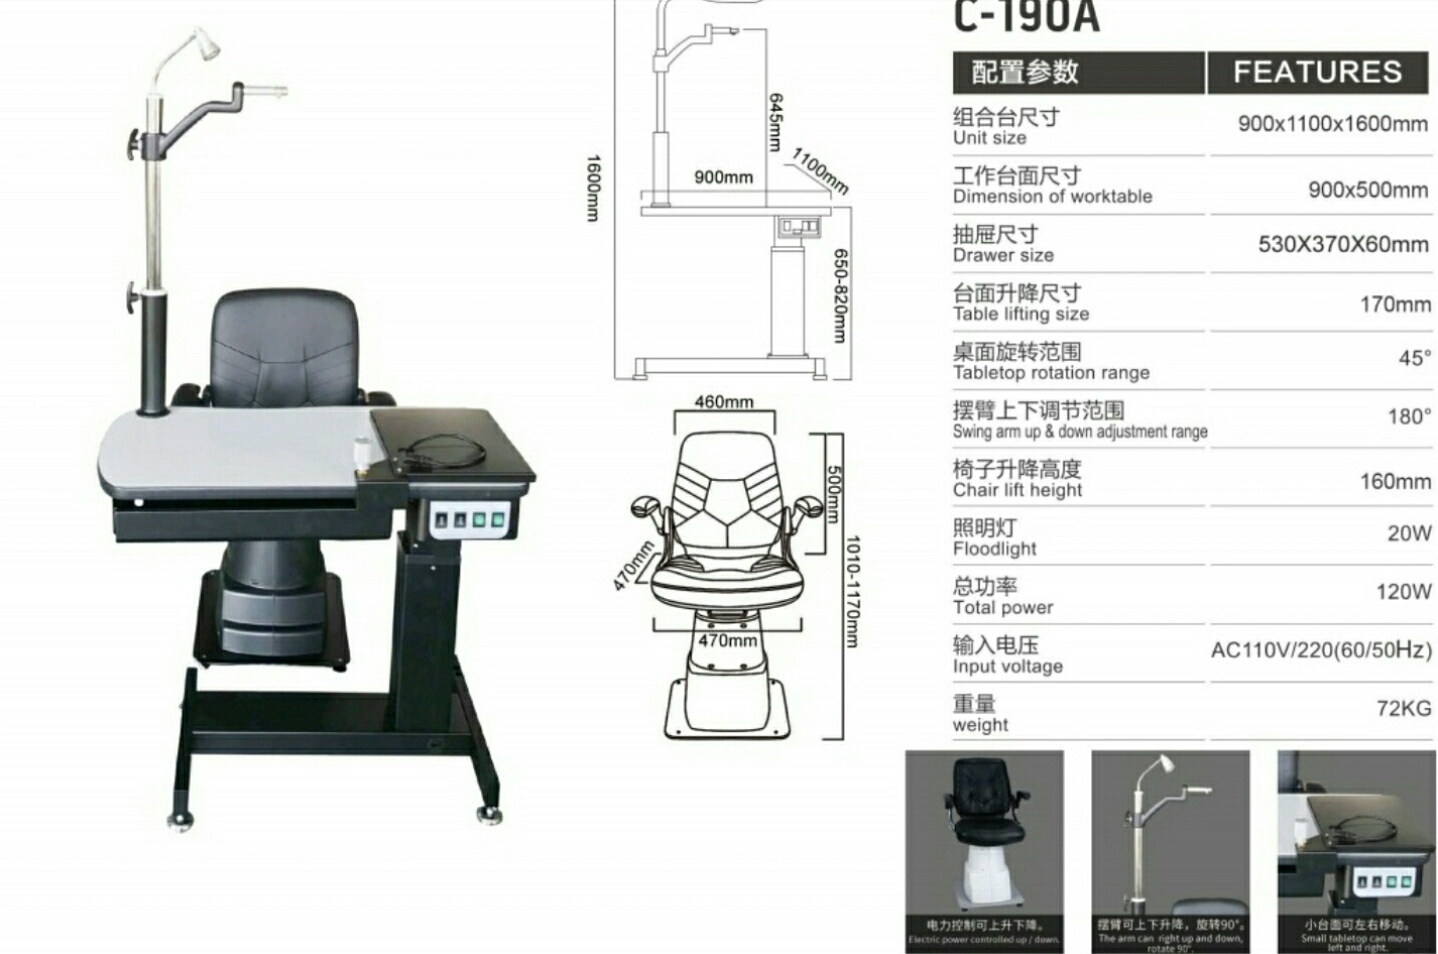 C-190A
配置参数 FEATURES
组合台尺寸
Unit size
900x1100x1600mm
工作台面尺寸
Dimension of worktable
900x500mm
抽屉尺寸
Drawer size
530X370X60mm
台面升降尺寸
Table lifting size
170mm
桌面旋转范围
Tabletop rotation range
45°
摆臂上下调节范围
Swing arm up & down adjustment range
180°
椅子升降高度
Chair lift height
160mm
照明灯
Floodlight
20W
总功率
Total power
120W
输入电压
Input voltage
AC110V/220(60/50Hz)
重量
weight
72KG
1600mm
645mm
900mm
1100mm
650-820mm
460mm
500mm
470mm
470mm
1010-1170mm
电力控制可上升下降。
Electric power controlled up / down.
摆臂可上下升降，旋转90°。
The arm can right up and down,
rotate 90°.
小台面可左右移动。
Small tabletop can move
left and right.